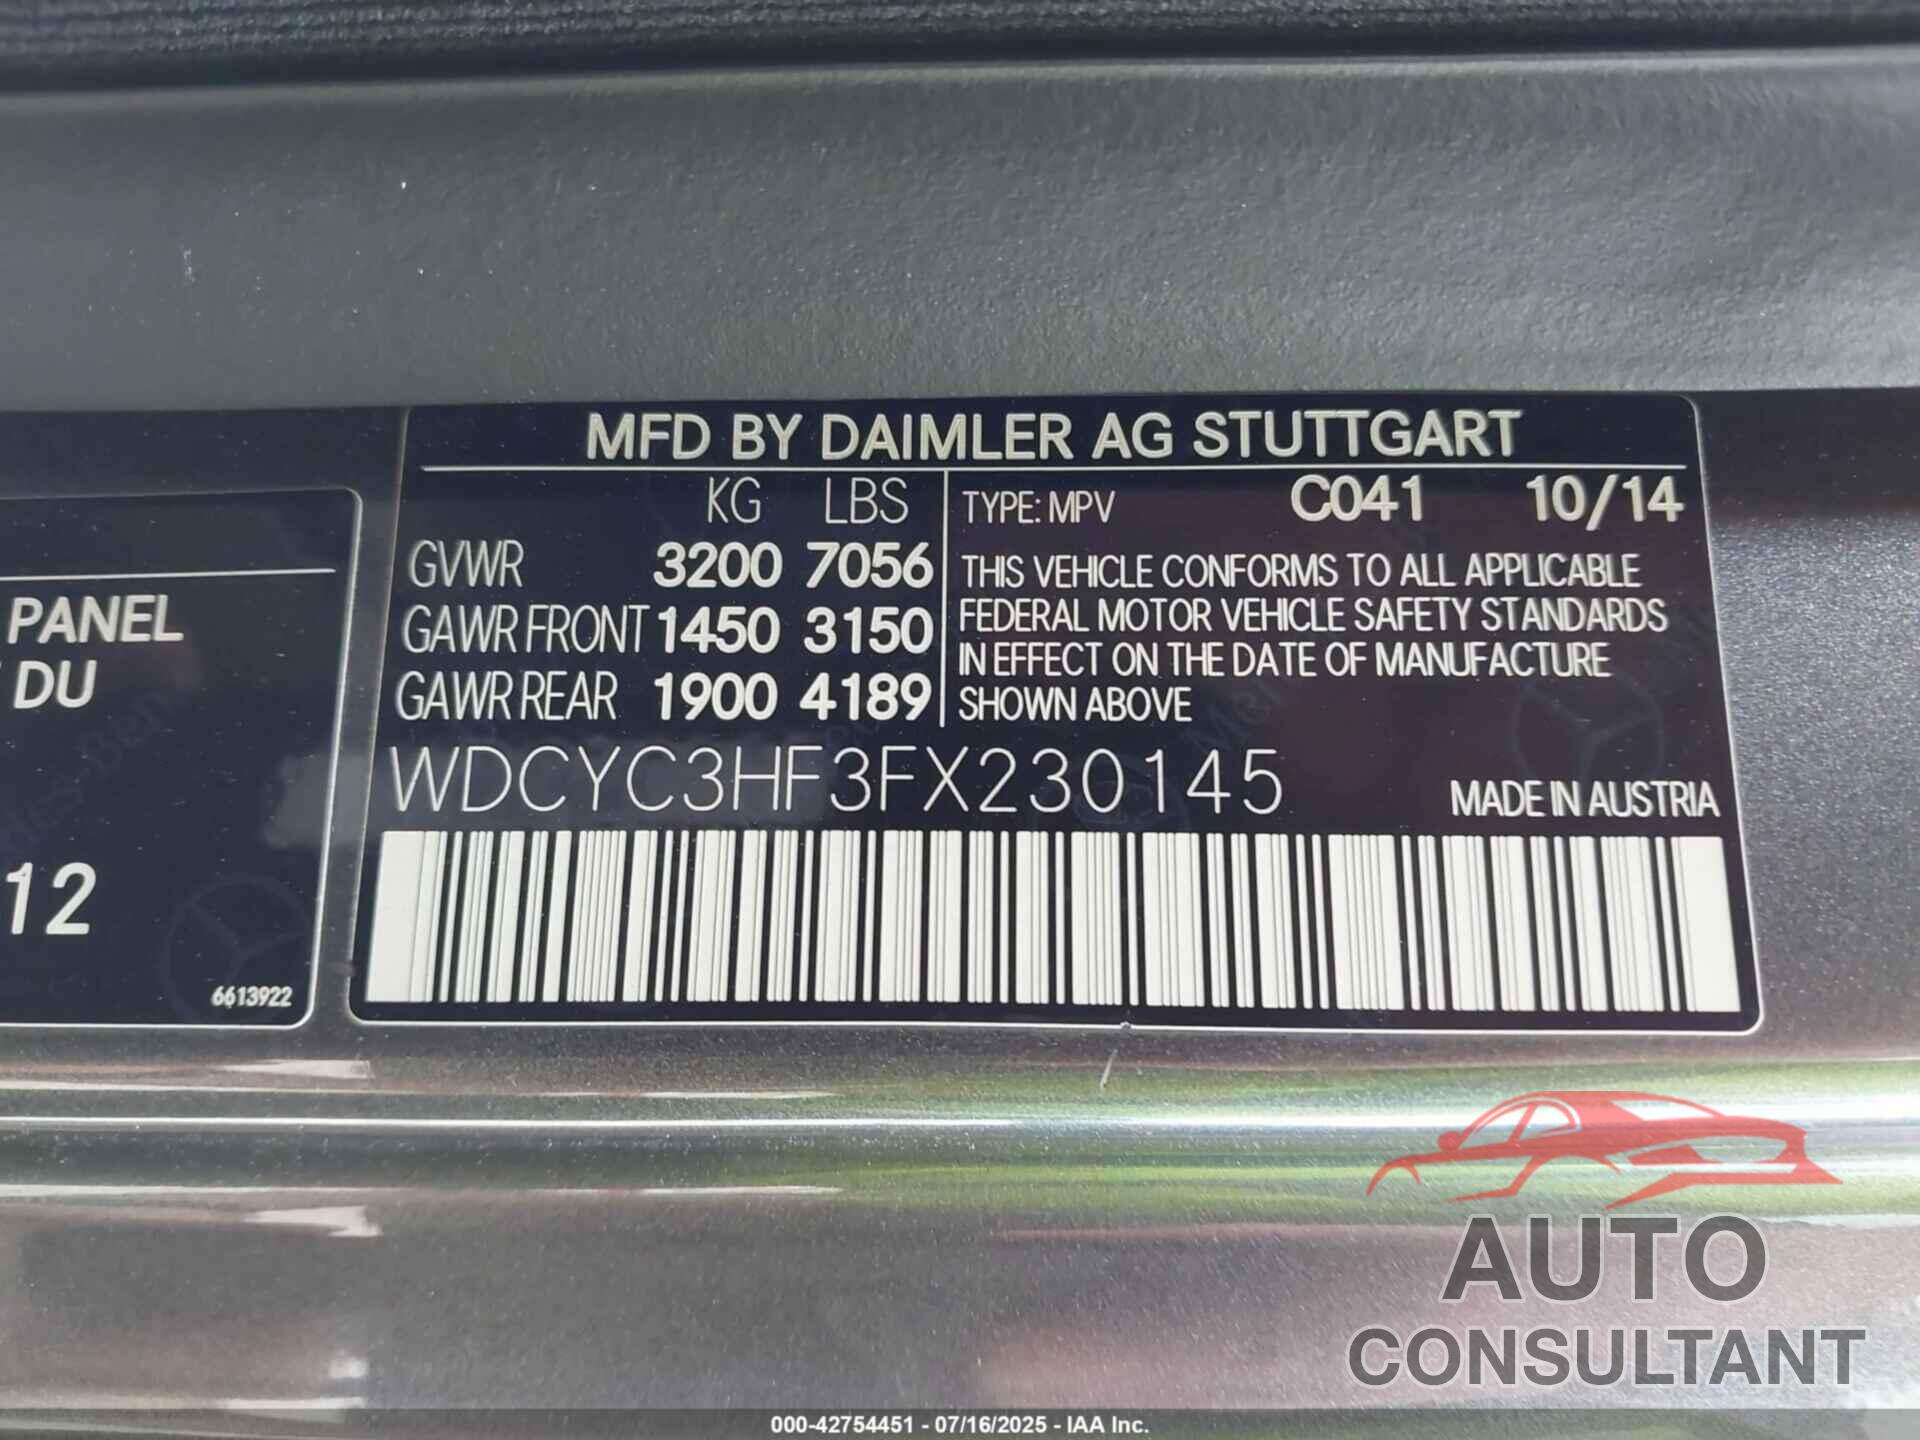 MFD BY DAIMLER AG STUTTGART
KG LBS
GVWR 3200 7056
GAWR FRONT 1450 3150
GAWR REAR 1900 4189
TYPE: MPV C041 10/14
THIS VEHICLE CONFORMS TO ALL APPLICABLE
FEDERAL MOTOR VEHICLE SAFETY STANDARDS
IN EFFECT ON THE DATE OF MANUFACTURE
SHOWN ABOVE
WDCYC3HF3FX230145
MADE IN AUSTRIA
PANEL
DU
12
6613922
AUTO
CONSULTANT
000-42754451 - 07/16/2025 - IAA Inc.